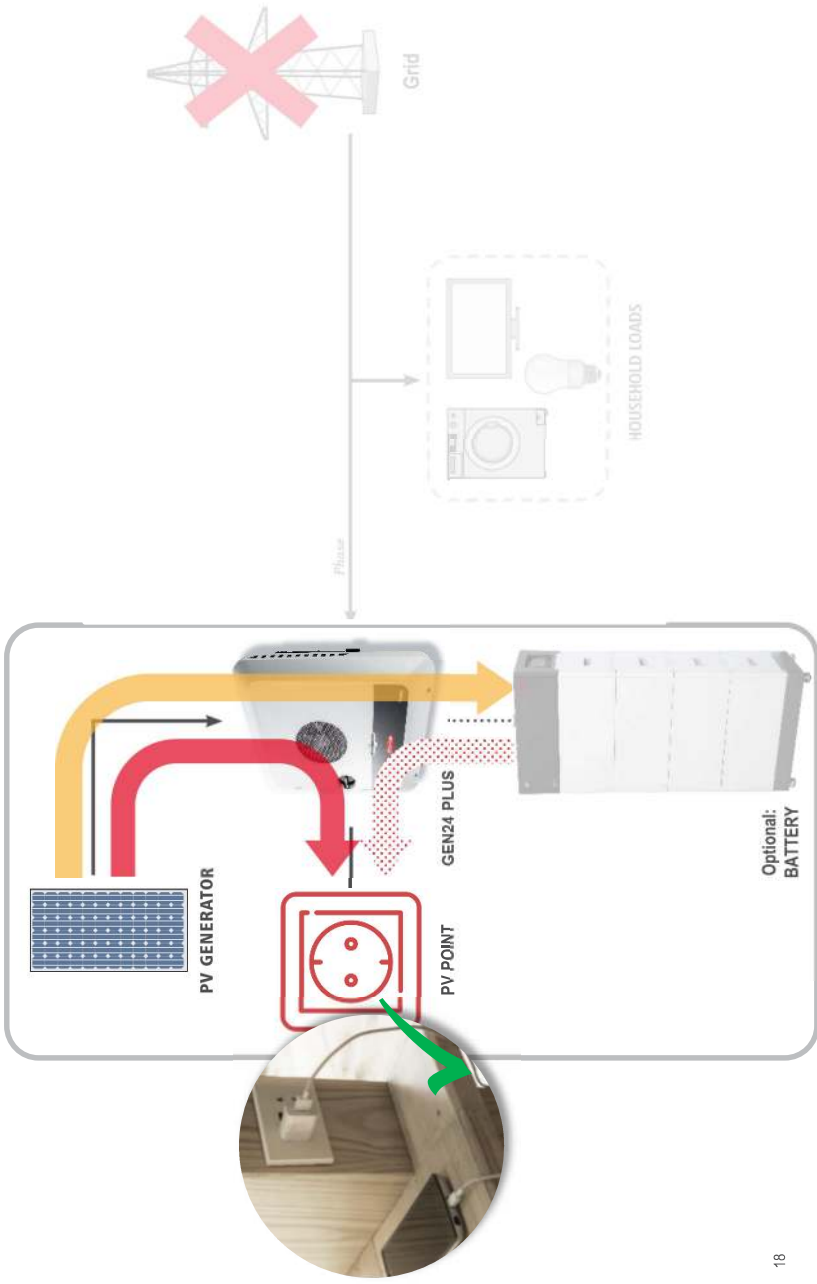 PV GENERATOR
PV POINT
GEN24 PLUS
Optional:
BATTERY
Phase
HOUSEHOLD LOADS
Grid
18